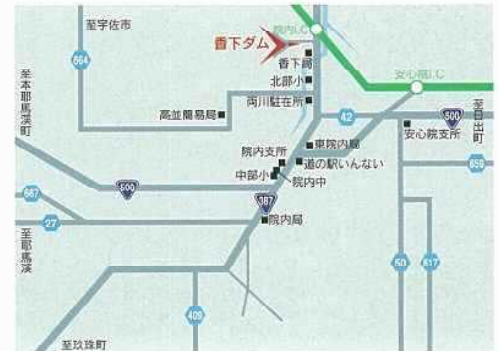 至宇佐市
院内I.C
香下ダム
香下局
664
至本耶馬渓町
北部小
安心院I.C
両川駐在所
高並簡易局
42
500
至日出町
東院内局
安心院支所
院内支所
道の駅いんない
659
中部小
院内中
500
667
387
27
院内局
至耶馬渓
50
617
409
至玖珠町